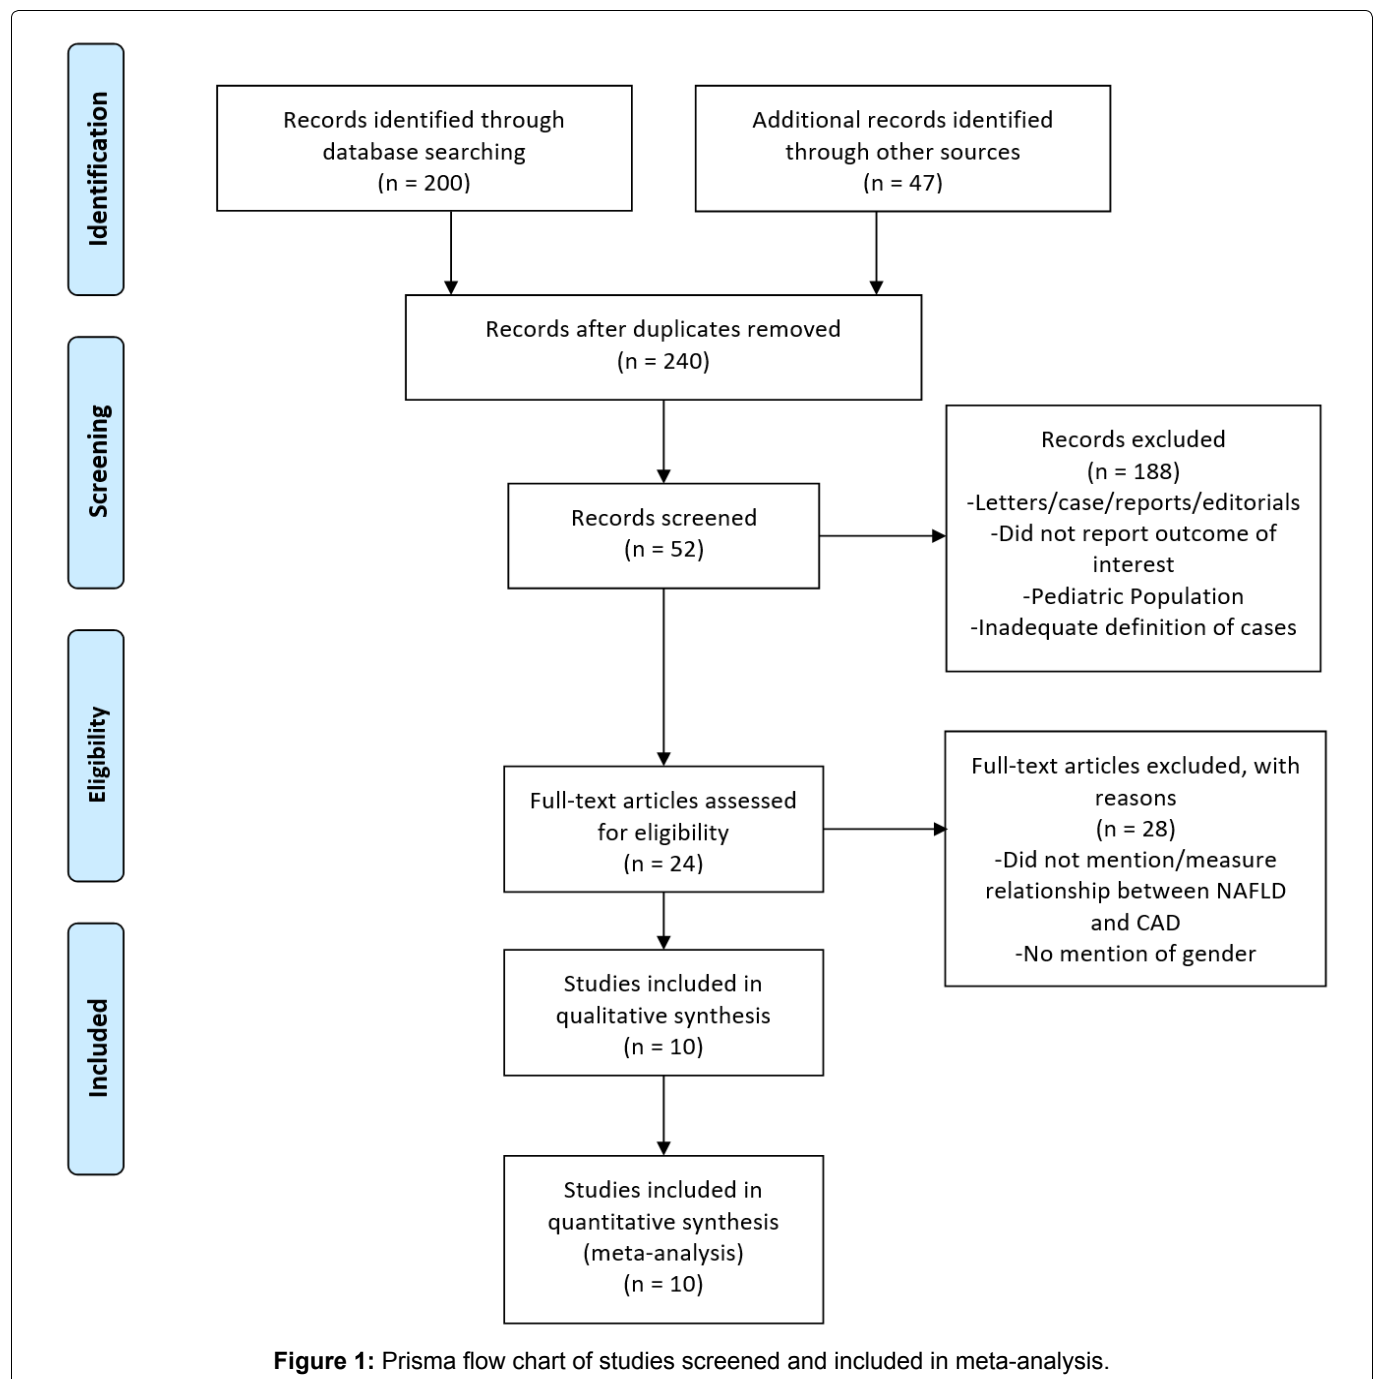 Identification
Records identified through
database searching
(n = 200)
Additional records identified
through other sources
(n = 47)
Records after duplicates removed
(n = 240)
Screening
Records screened
(n = 52)
Records excluded
(n = 188)
-Letters/case/reports/editorials
-Did not report outcome of
interest
-Pediatric Population
-Inadequate definition of cases
Eligibility
Full-text articles assessed
for eligibility
(n = 24)
Full-text articles excluded, with
reasons
(n = 28)
-Did not mention/measure
relationship between NAFLD
and CAD
-No mention of gender
Included
Studies included in
qualitative synthesis
(n = 10)
Studies included in
quantitative synthesis
(meta-analysis)
(n = 10)
Figure 1: Prisma flow chart of studies screened and included in meta-analysis.